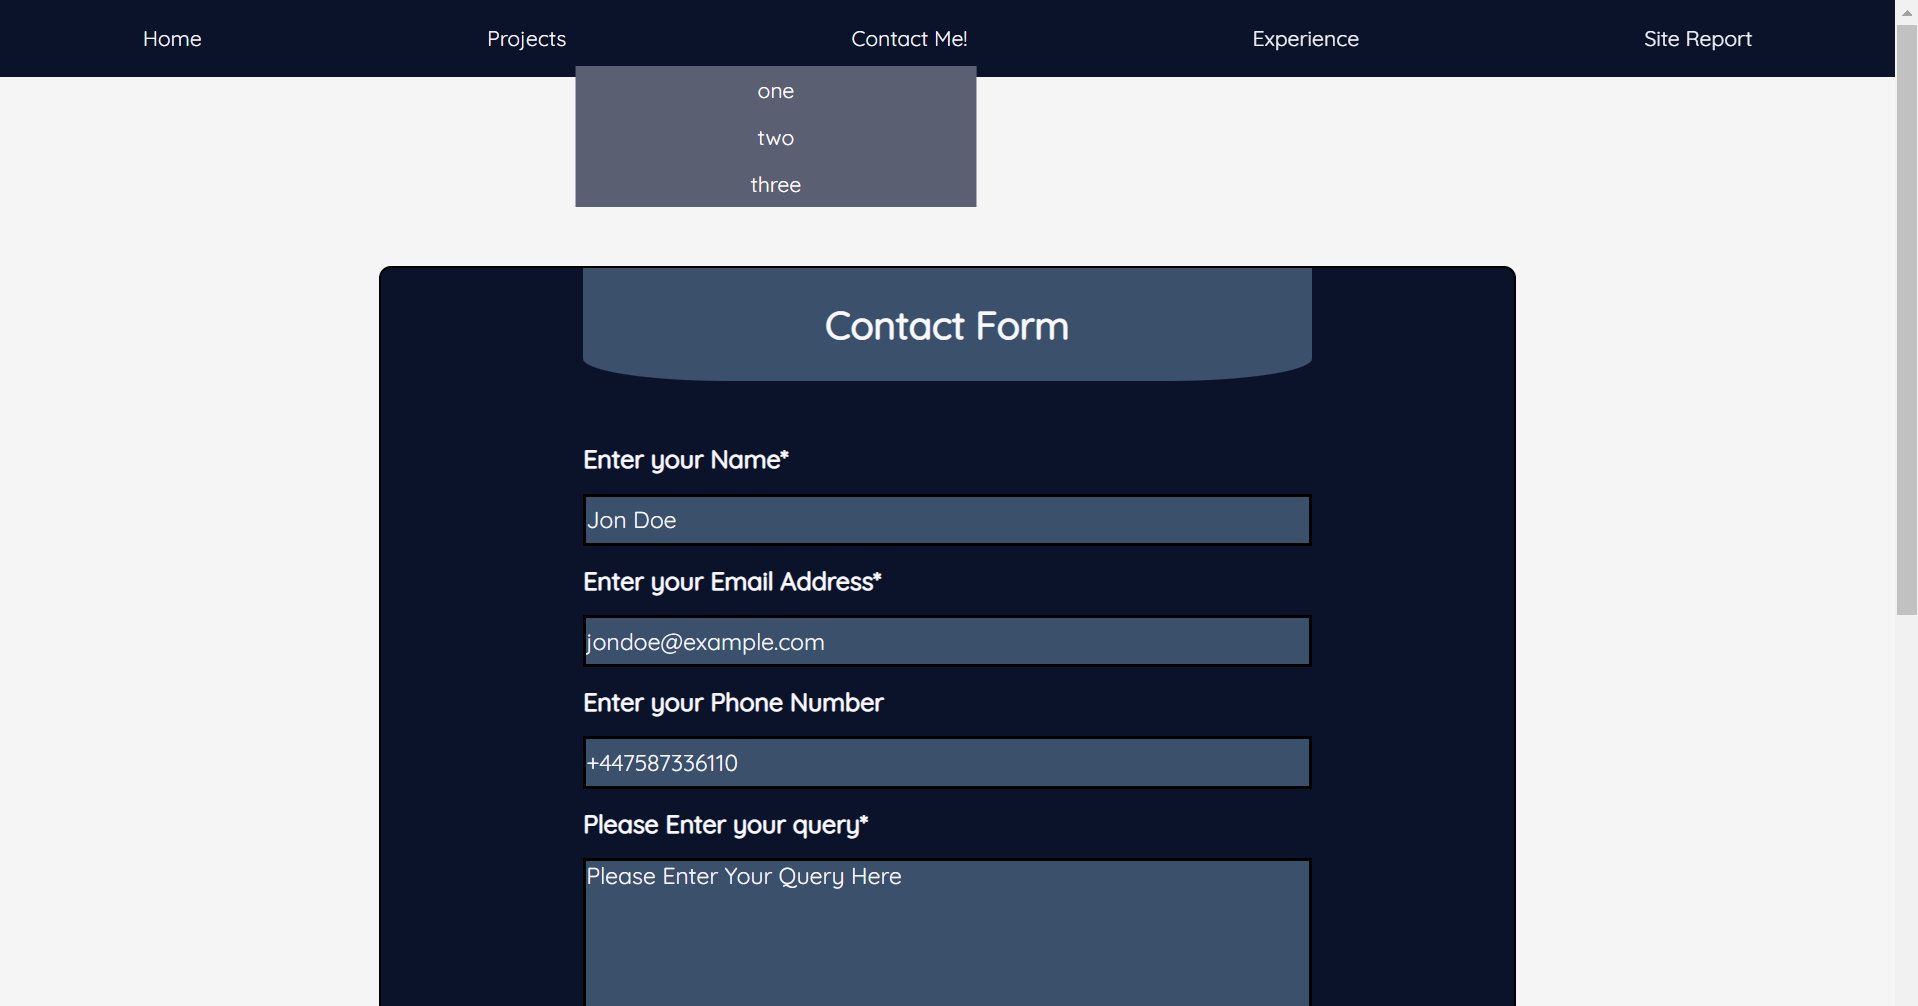 Home Projects Contact Me! Experience Site Report
one
two
three
Contact Form
Enter your Name*
Jon Doe
Enter your Email Address*
jondoe@example.com
Enter your Phone Number
+447587336110
Please Enter your query*
Please Enter Your Query Here